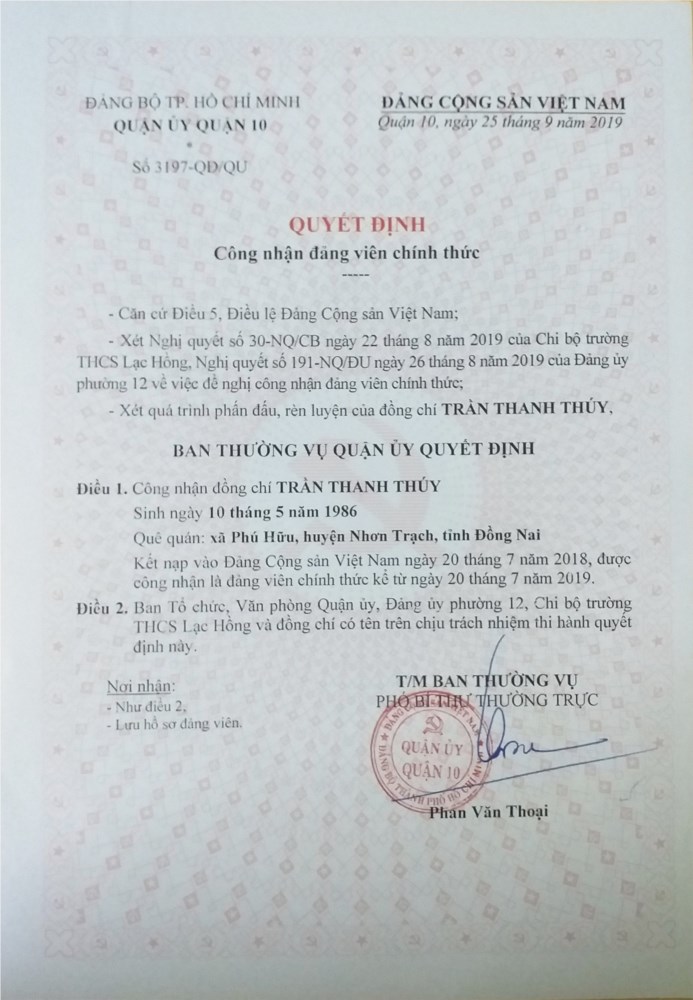 ĐẢNG BỘ TP. HỒ CHÍ MINH
QUẬN ỦY QUẬN 10
*
Số 3197-QĐ/QU
ĐẢNG CỘNG SẢN VIỆT NAM
Quận 10, ngày 25 tháng 9 năm 2019
QUYẾT ĐỊNH
Công nhận đảng viên chính thức
-----
- Căn cứ Điều 5, Điều lệ Đảng Cộng sản Việt Nam;
- Xét Nghị quyết số 30-NQ/CB ngày 22 tháng 8 năm 2019 của Chi bộ trường
THCS Lạc Hồng, Nghị quyết số 191-NQ/ĐU ngày 26 tháng 8 năm 2019 của Đảng ủy
phường 12 về việc đề nghị công nhận đảng viên chính thức;
- Xét quá trình phấn đấu, rèn luyện của đồng chí TRẦN THANH THÚY,
BAN THƯỜNG VỤ QUẬN ỦY QUYẾT ĐỊNH
Điều 1. Công nhận đồng chí TRẦN THANH THÚY
Sinh ngày 10 tháng 5 năm 1986
Quê quán: xã Phú Hữu, huyện Nhơn Trạch, tỉnh Đồng Nai
Kết nạp vào Đảng Cộng sản Việt Nam ngày 20 tháng 7 năm 2018, được
công nhận là đảng viên chính thức kể từ ngày 20 tháng 7 năm 2019.
Điều 2. Ban Tổ chức, Văn phòng Quận ủy, Đảng ủy phường 12, Chi bộ trường
THCS Lạc Hồng và đồng chí có tên trên chịu trách nhiệm thi hành quyết
định này.
Nơi nhận:
- Như điều 2,
- Lưu hồ sơ đảng viên.
T/M BAN THƯỜNG VỤ
PHÓ BÍ THƯ THƯỜNG TRỰC
QUẬN ỦY
QUẬN 10
ĐẢNG BỘ THÀNH PHỐ HỒ CHÍ MINH
Phan Văn Thoại